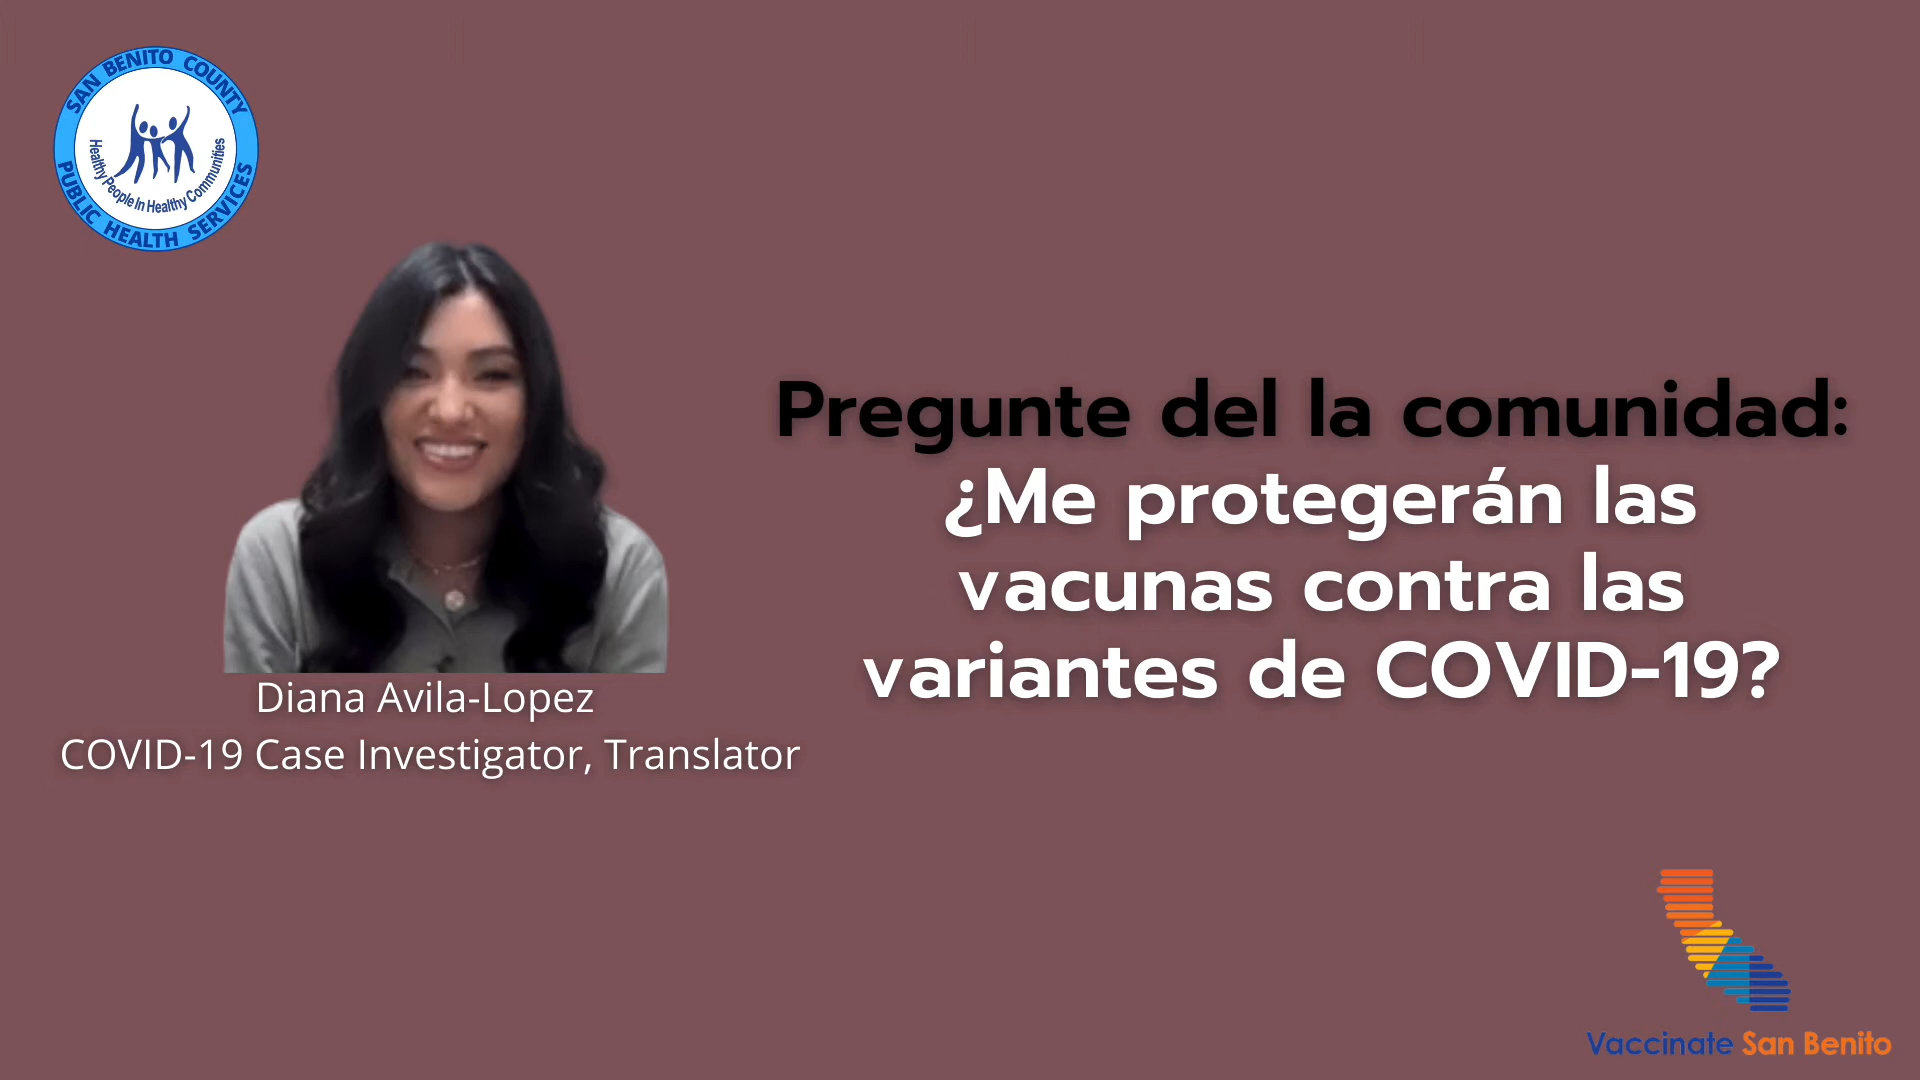 SAN BENITO COUNTY
Healthy People In Healthy Communities
PUBLIC HEALTH SERVICES
Diana Avila-Lopez
COVID-19 Case Investigator, Translator
Pregunte del la comunidad:
¿Me protegerán las
vacunas contra las
variantes de COVID-19?
Vaccinate San Benito